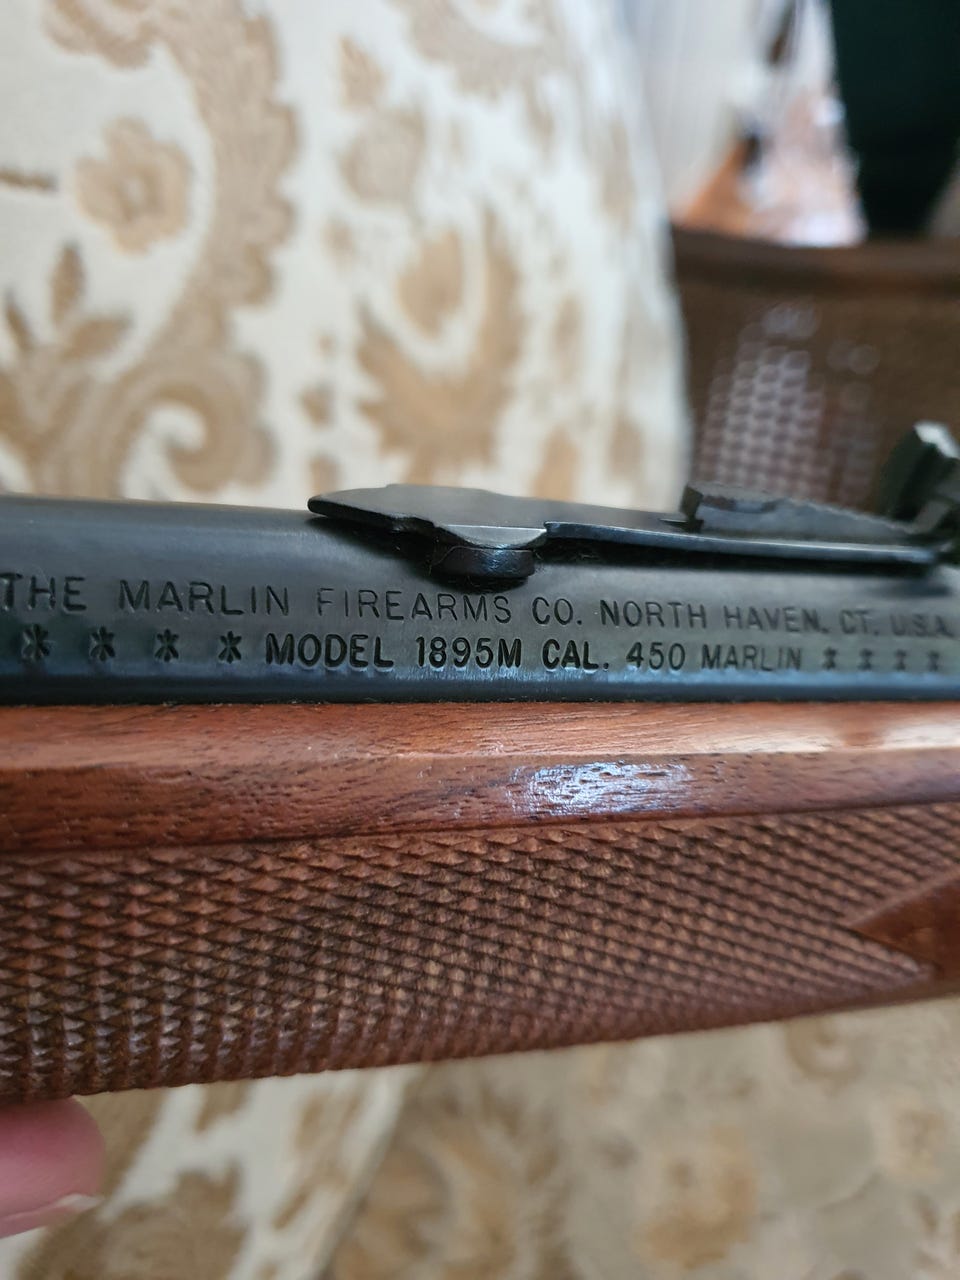 THE MARLIN FIREARMS CO. NORTH HAVEN, CT. U.S.A.
* * * * MODEL 1895M CAL. 450 MARLIN * * * *